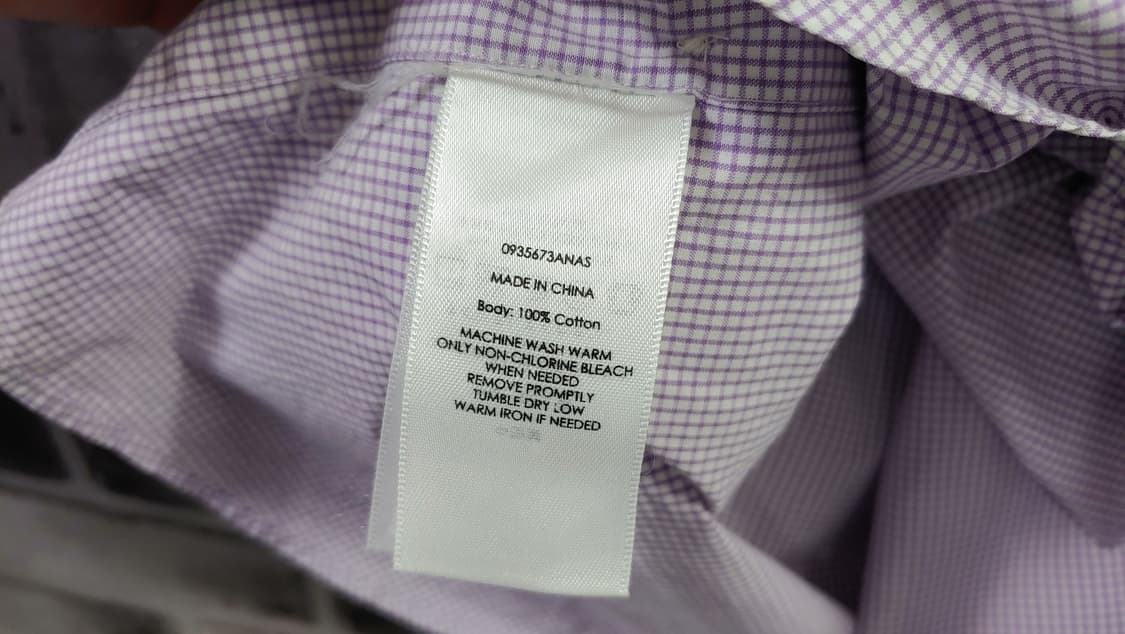 0935673ANAS
MADE IN CHINA
Body: 100% Cotton
MACHINE WASH WARM
ONLY NON-CHLORINE BLEACH
WHEN NEEDED
REMOVE PROMPTLY
TUMBLE DRY LOW
WARM IRON IF NEEDED